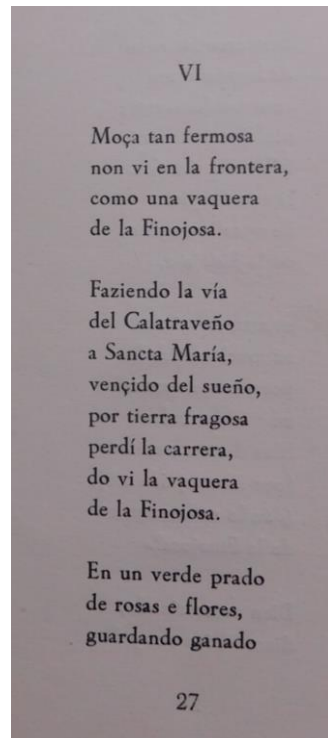 VI
Moça tan fermosa
non vi en la frontera,
como una vaquera
de la Finojosa.
Faziendo la vía
del Calatraveño
a Sancta María,
vençido del sueño,
por tierra fragosa
perdí la carrera,
do vi la vaquera
de la Finojosa.
En un verde prado
de rosas e flores,
guardando ganado
27